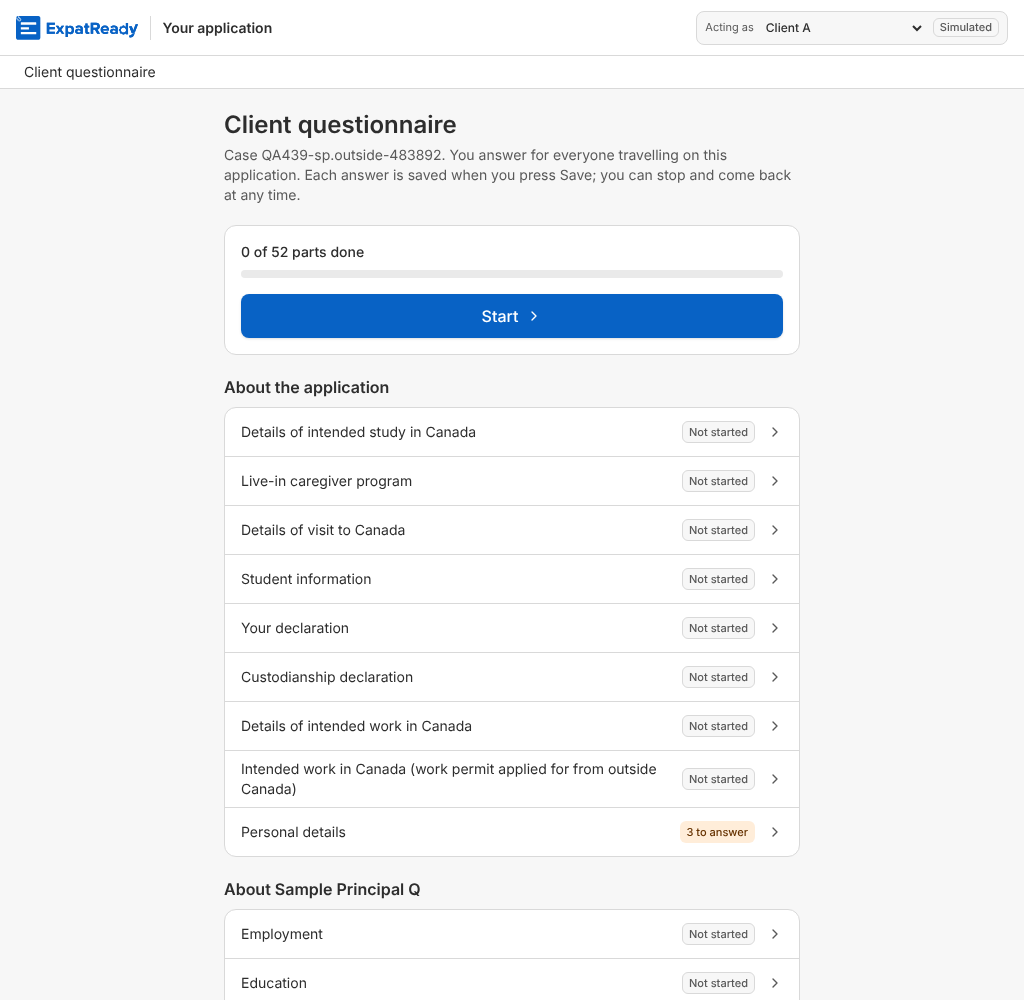 ExpatReady
Your application
Acting as
Client A
Simulated
Client questionnaire
Client questionnaire
Case QA439-sp.outside-483892. You answer for everyone travelling on this
application. Each answer is saved when you press Save; you can stop and come back
at any time.
0 of 52 parts done
Start
About the application
Details of intended study in Canada
Not started
Live-in caregiver program
Not started
Details of visit to Canada
Not started
Student information
Not started
Your declaration
Not started
Custodianship declaration
Not started
Details of intended work in Canada
Not started
Intended work in Canada (work permit applied for from outside
Canada)
Not started
Personal details
3 to answer
About Sample Principal Q
Employment
Not started
Education
Not started